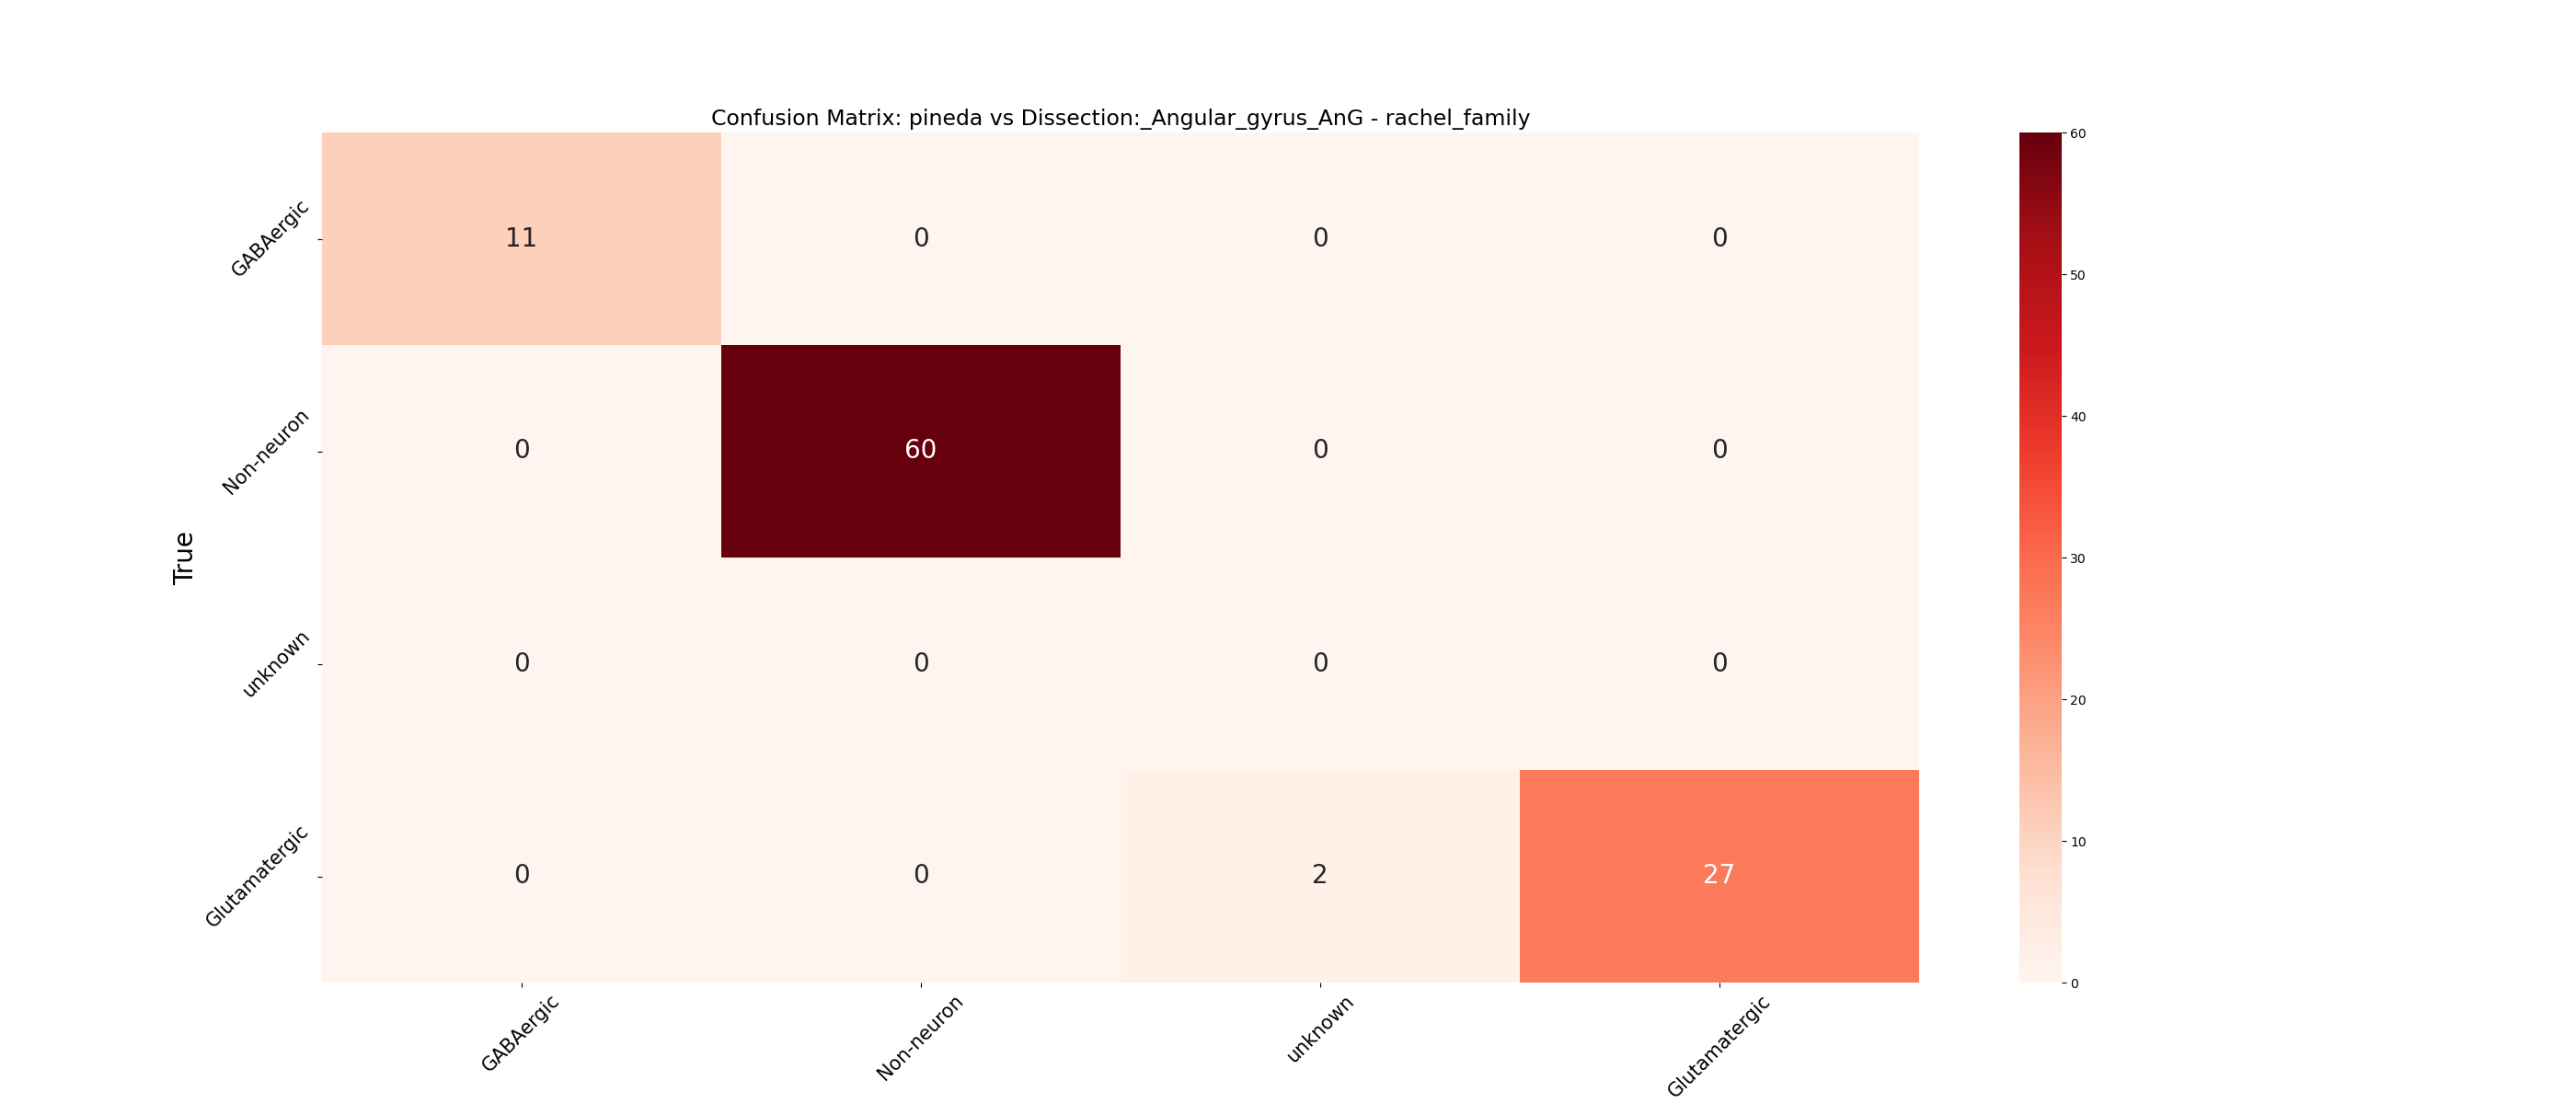 Confusion Matrix: pineda vs Dissection:_Angular_gyrus_AnG - rachel_family
True
GABAergic
11 0 0 0
Non-neuron
0 60 0 0
unknown
0 0 0 0
Glutamatergic
0 0 2 27
GABAergic Non-neuron unknown Glutamatergic
60
50
40
30
20
10
0